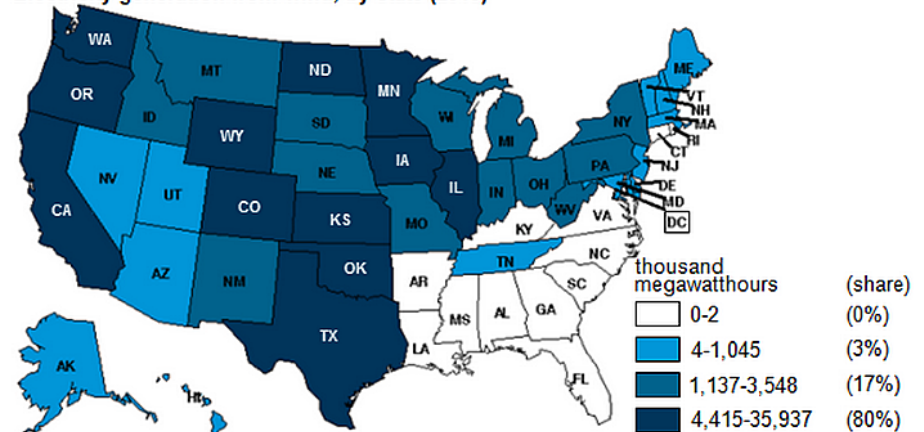 WA
MT
ND
MN
ME
OR
ID
SD
WI
VT
NH
MA
RI
CT
NY
MI
WY
NE
IA
PA
NJ
NV
UT
CO
KS
IL
IN
OH
DE
MD
DC
CA
MO
WV
VA
KY
AZ
NM
OK
AR
TN
NC
SC
TX
LA
MS
AL
GA
FL
AK
HI
thousand
megawatthours (share)
0-2 (0%)
4-1,045 (3%)
1,137-3,548 (17%)
4,415-35,937 (80%)